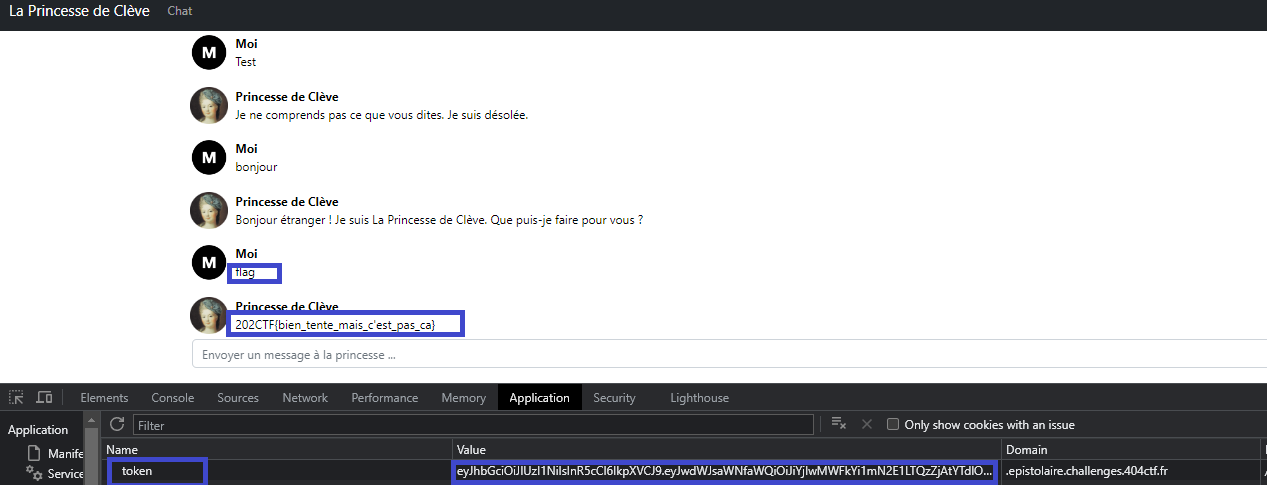 La Princesse de Clève Chat
M Moi
Test
Princesse de Clève
Je ne comprends pas ce que vous dites. Je suis désolée.
M Moi
bonjour
Princesse de Clève
Bonjour étranger ! Je suis La Princesse de Clève. Que puis-je faire pour vous ?
M Moi
flag
Princesse de Clève
202CTF{bien_tente_mais_c'est_pas_ca}
Envoyer un message à la princesse ...
Elements Console Sources Network Performance Memory Application Security Lighthouse
Application Filter Only show cookies with an issue
Manife Name Value Domain
Service token .epistolaire.challenges.404ctf.fr